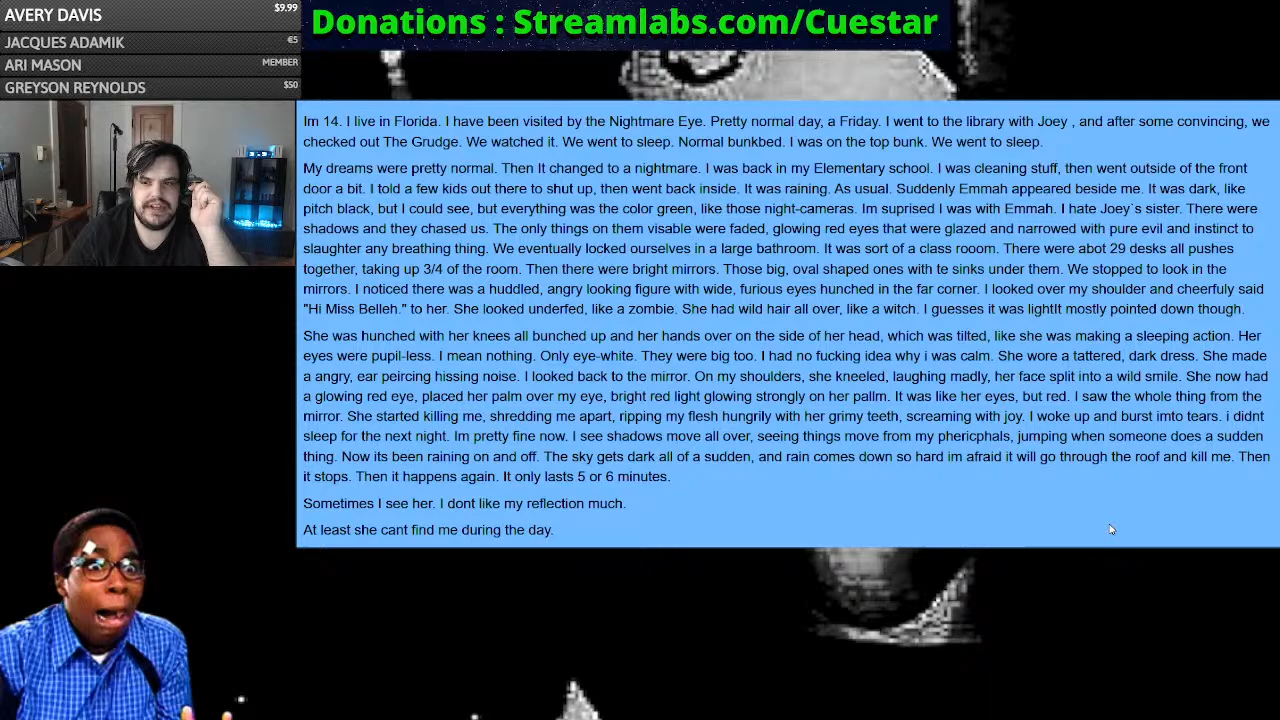 AVERY DAVIS $9.99
JACQUES ADAMIK €5
ARI MASON MEMBER
GREYSON REYNOLDS $50
Donations : Streamlabs.com/Cuestar
Im 14. I live in Florida. I have been visited by the Nightmare Eye. Pretty normal day, a Friday. I went to the library with Joey , and after some convincing, we
checked out The Grudge. We watched it. We went to sleep. Normal bunkbed. I was on the top bunk. We went to sleep.
My dreams were pretty normal. Then It changed to a nightmare. I was back in my Elementary school. I was cleaning stuff, then went outside of the front
door a bit. I told a few kids out there to shut up, then went back inside. It was raining. As usual. Suddenly Emmah appeared beside me. It was dark, like
pitch black, but I could see, but everything was the color green, like those night-cameras. Im suprised I was with Emmah. I hate Joey`s sister. There were
shadows and they chased us. The only things on them visable were faded, glowing red eyes that were glazed and narrowed with pure evil and instinct to
slaughter any breathing thing. We eventually locked ourselves in a large bathroom. It was sort of a class rooom. There were abot 29 desks all pushes
together, taking up 3/4 of the room. Then there were bright mirrors. Those big, oval shaped ones with te sinks under them. We stopped to look in the
mirrors. I noticed there was a huddled, angry looking figure with wide, furious eyes hunched in the far corner. I looked over my shoulder and cheerfuly said
"Hi Miss Belleh." to her. She looked underfed, like a zombie. She had wild hair all over, like a witch. I guesses it was lightIt mostly pointed down though.
She was hunched with her knees all bunched up and her hands over on the side of her head, which was tilted, like she was making a sleeping action. Her
eyes were pupil-less. I mean nothing. Only eye-white. They were big too. I had no fucking idea why i was calm. She wore a tattered, dark dress. She made
a angry, ear peircing hissing noise. I looked back to the mirror. On my shoulders, she kneeled, laughing madly, her face split into a wild smile. She now had
a glowing red eye, placed her palm over my eye, bright red light glowing strongly on her pallm. It was like her eyes, but red. I saw the whole thing from the
mirror. She started killing me, shredding me apart, ripping my flesh hungrily with her grimy teeth, screaming with joy. I woke up and burst imto tears. i didnt
sleep for the next night. Im pretty fine now. I see shadows move all over, seeing things move from my phericphals, jumping when someone does a sudden
thing. Now its been raining on and off. The sky gets dark all of a sudden, and rain comes down so hard im afraid it will go through the roof and kill me. Then
it stops. Then it happens again. It only lasts 5 or 6 minutes.
Sometimes I see her. I dont like my reflection much.
At least she cant find me during the day.